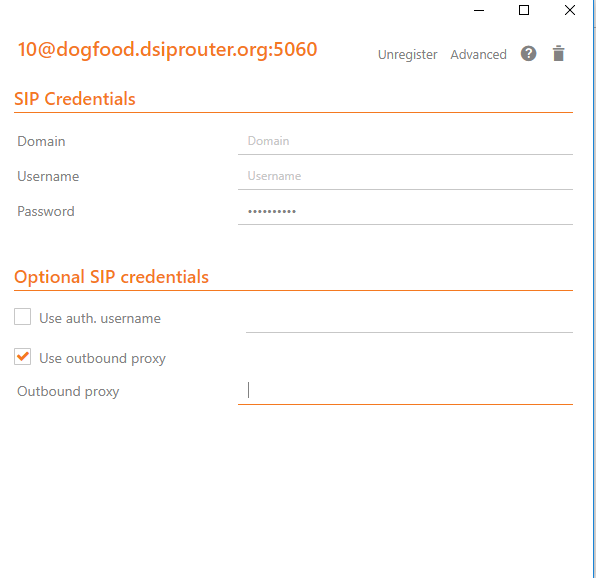 10@dogfood.dsiprouter.org:5060
Unregister Advanced ?
SIP Credentials
Domain Domain
Username Username
Password ••••••••••
Optional SIP credentials
Use auth. username
Use outbound proxy
Outbound proxy